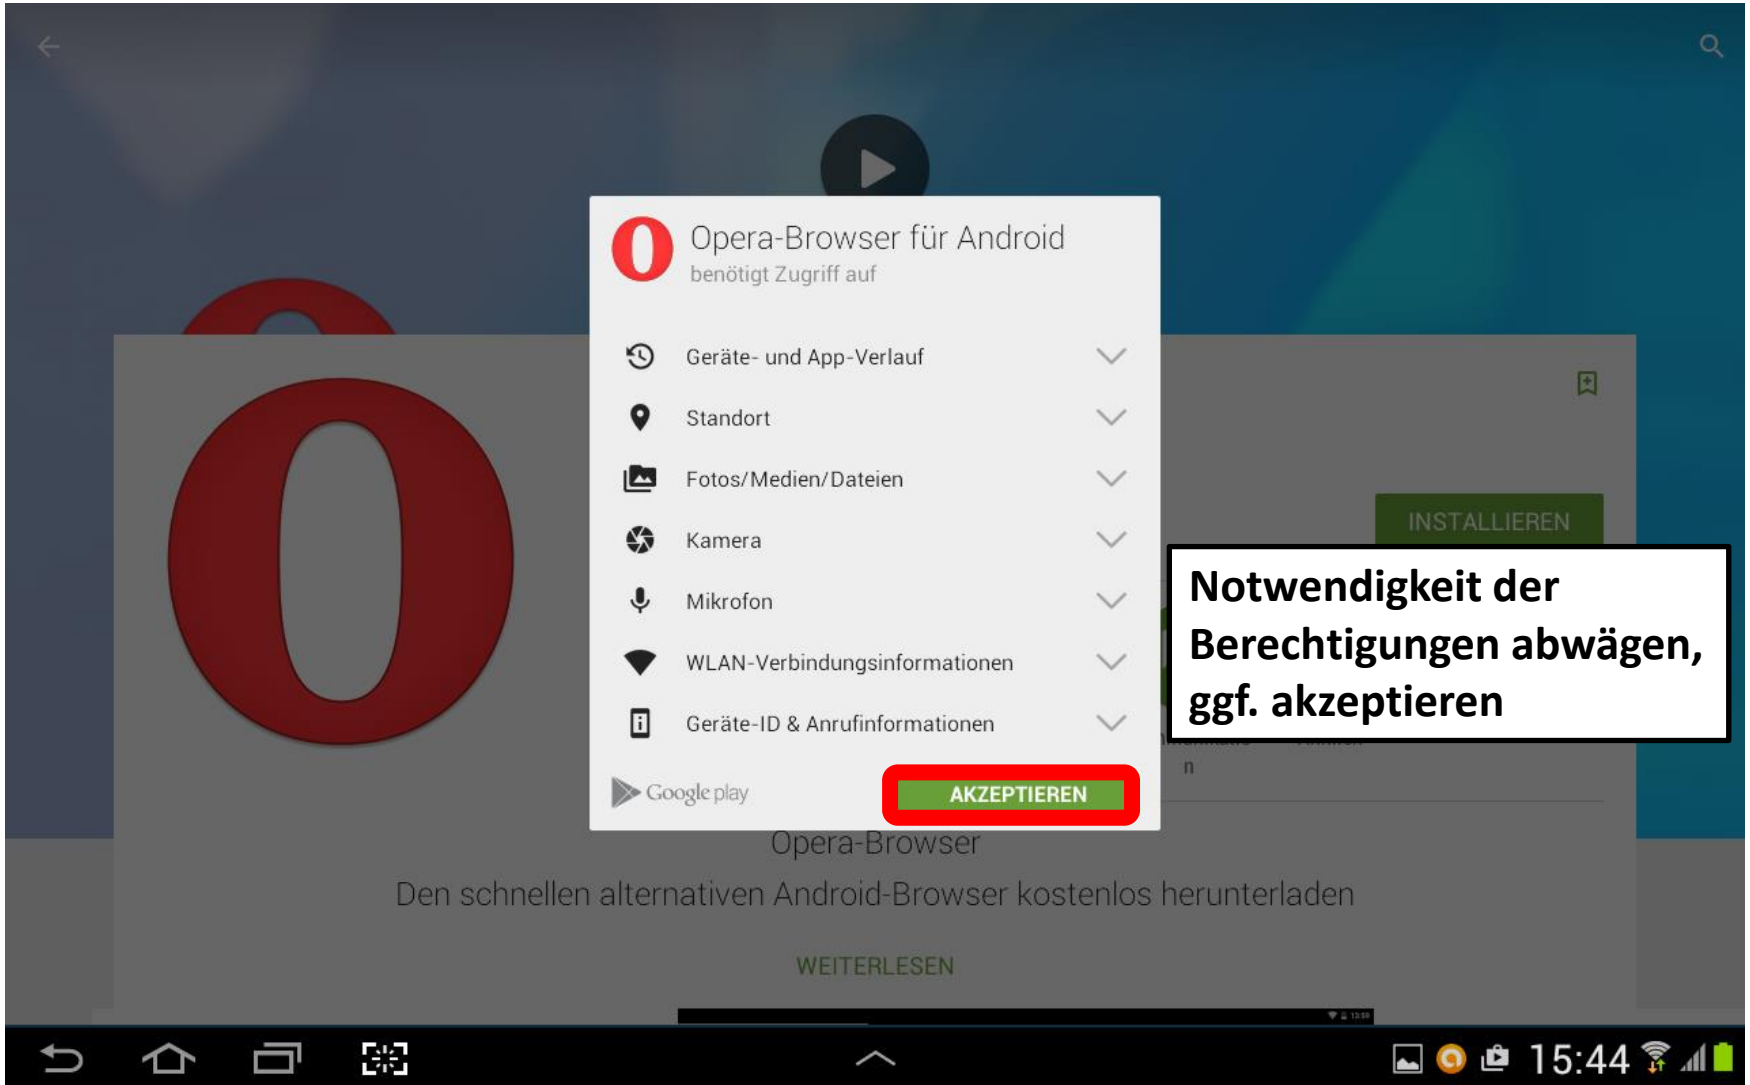 Opera-Browser für Android
benötigt Zugriff auf
Geräte- und App-Verlauf
Standort
Fotos/Medien/Dateien
Kamera
Mikrofon
WLAN-Verbindungsinformationen
Geräte-ID & Anrufinformationen
Google play
AKZEPTIEREN
INSTALLIEREN
Notwendigkeit der
Berechtigungen abwägen,
ggf. akzeptieren
n
Opera-Browser
Den schnellen alternativen Android-Browser kostenlos herunterladen
WEITERLESEN
13:59
15:44